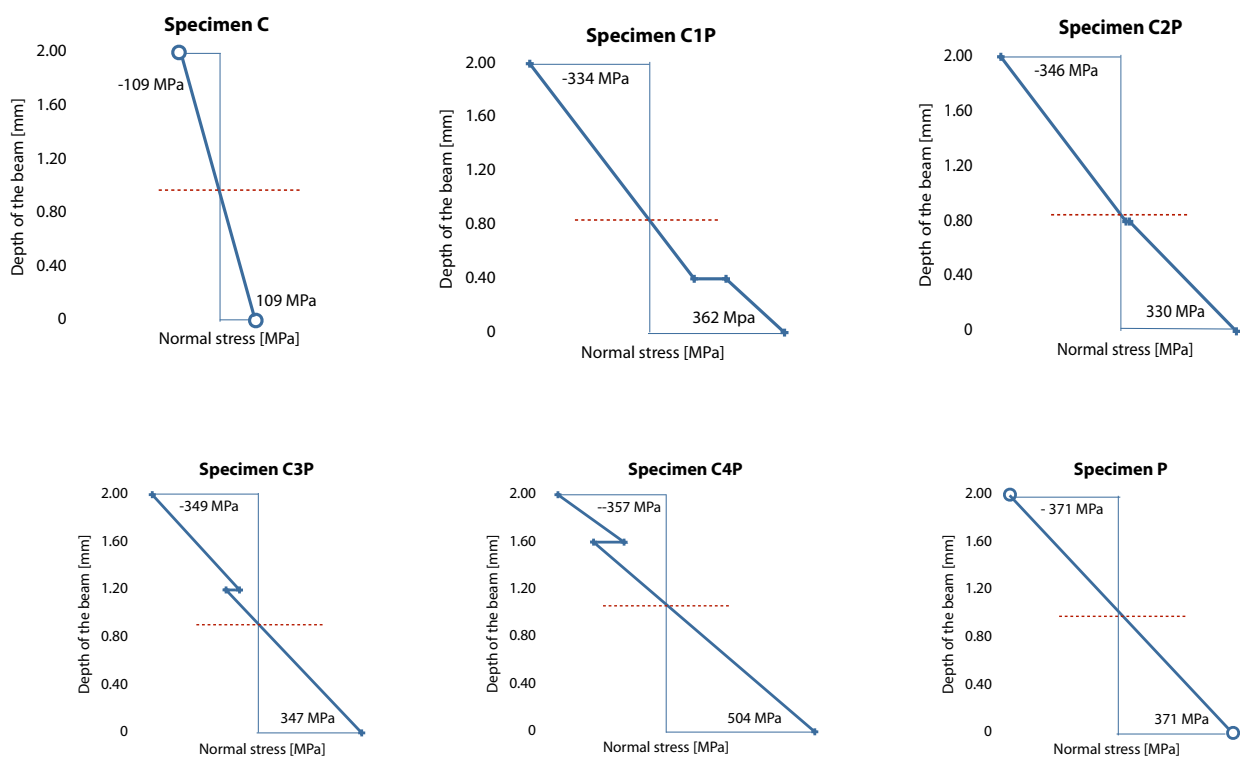 Specimen C
2.00
1.60
1.20
0.80
0.40
0
Depth of the beam [mm]
-109 MPa
109 MPa
Normal stress [MPa]
Specimen C1P
2.00
1.60
1.20
0.80
0.40
0
Depth of the beam [mm]
-334 MPa
362 Mpa
Normal stress [MPa]
Specimen C2P
2.00
1.60
1.20
0.80
0.40
0
Depth of the beam [mm]
-346 MPa
330 MPa
Normal stress [MPa]
Specimen C3P
2.00
1.60
1.20
0.80
0.40
0
Depth of the beam [mm]
-349 MPa
347 MPa
Normal stress [MPa]
Specimen C4P
2.00
1.60
1.20
0.80
0.40
0
Depth of the beam [mm]
--357 MPa
504 MPa
Normal stress [MPa]
Specimen P
2.00
1.60
1.20
0.80
0.40
0
Depth of the beam [mm]
- 371 MPa
371 MPa
Normal stress [MPa]